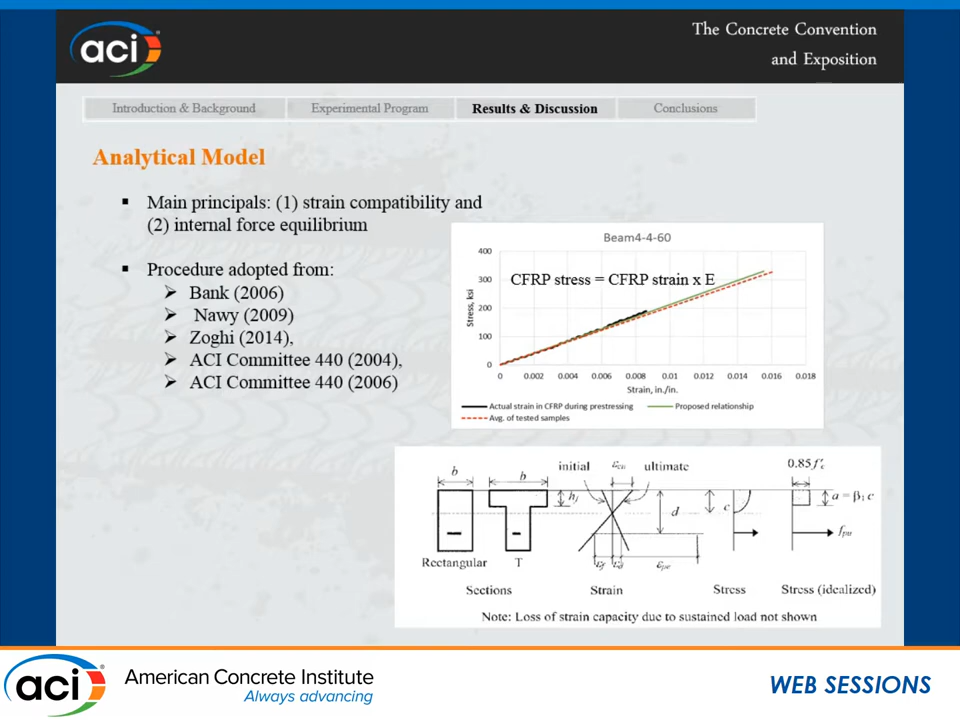 aci
The Concrete Convention
and Exposition
Introduction & Background
Experimental Program
Results & Discussion
Conclusions
Analytical Model
▪ Main principals: (1) strain compatibility and
(2) internal force equilibrium
▪ Procedure adopted from:
➢ Bank (2006)
➢ Nawy (2009)
➢ Zoghi (2014),
➢ ACI Committee 440 (2004),
➢ ACI Committee 440 (2006)
Beam4-4-60
CFRP stress = CFRP strain x E
Stress, ksi
400
300
200
100
0
0 0.002 0.004 0.006 0.008 0.01 0.012 0.014 0.016 0.018
Strain, in./in.
Actual strain in CFRP during prestressing
Proposed relationship
Avg. of tested samples
b
b
initial
εcu
ultimate
0.85f'c
hf
d
c
a = β₁c
fpu
Rectangular
T
εf
εd
εpe
Sections
Strain
Stress
Stress (idealized)
Note: Loss of strain capacity due to sustained load not shown
aci
American Concrete Institute
Always advancing
WEB SESSIONS